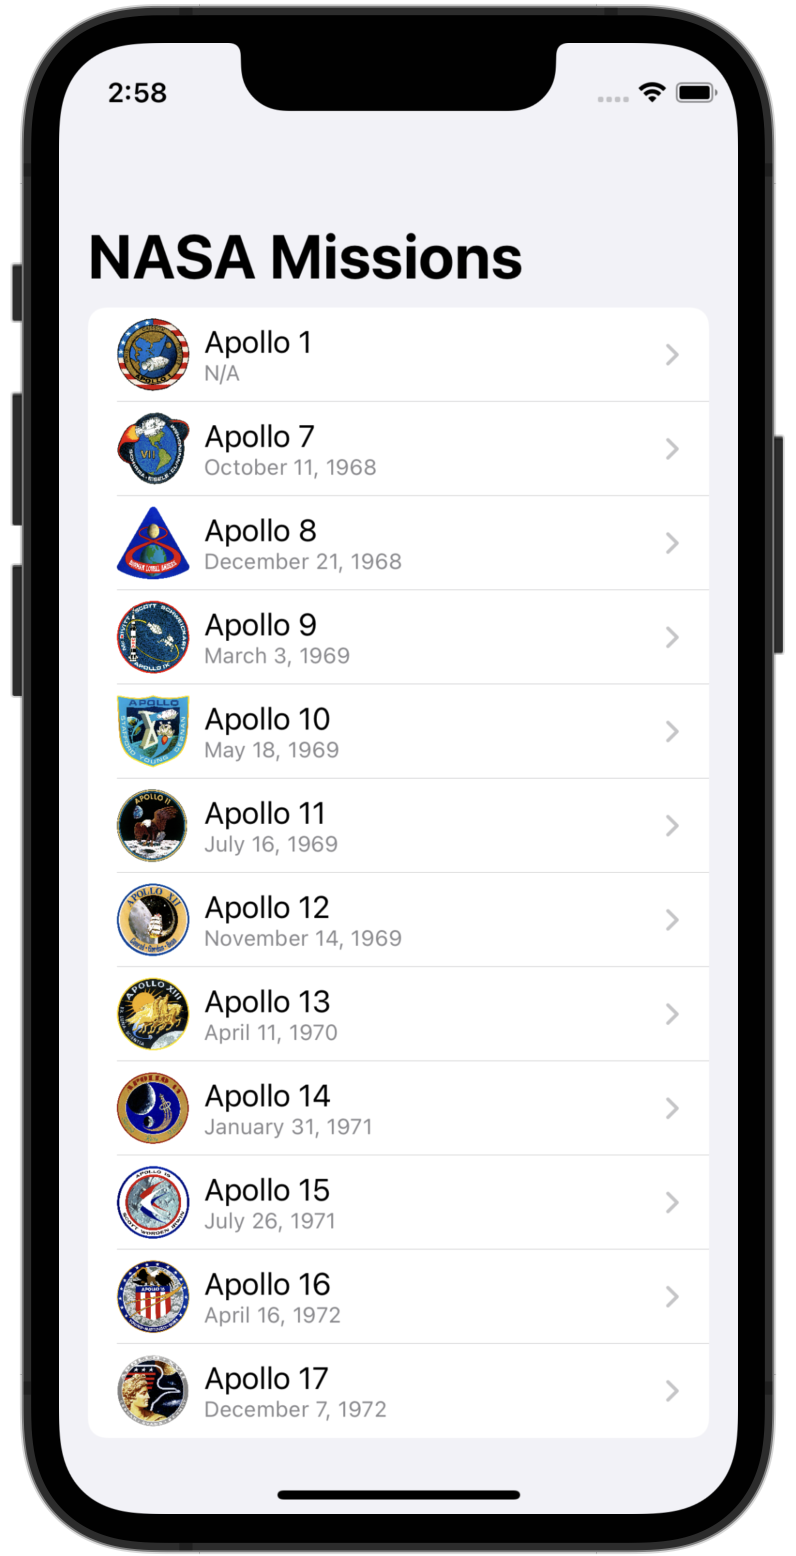 2:58
NASA Missions
Apollo 1
N/A
Apollo 7
October 11, 1968
Apollo 8
December 21, 1968
Apollo 9
March 3, 1969
Apollo 10
May 18, 1969
Apollo 11
July 16, 1969
Apollo 12
November 14, 1969
Apollo 13
April 11, 1970
Apollo 14
January 31, 1971
Apollo 15
July 26, 1971
Apollo 16
April 16, 1972
Apollo 17
December 7, 1972